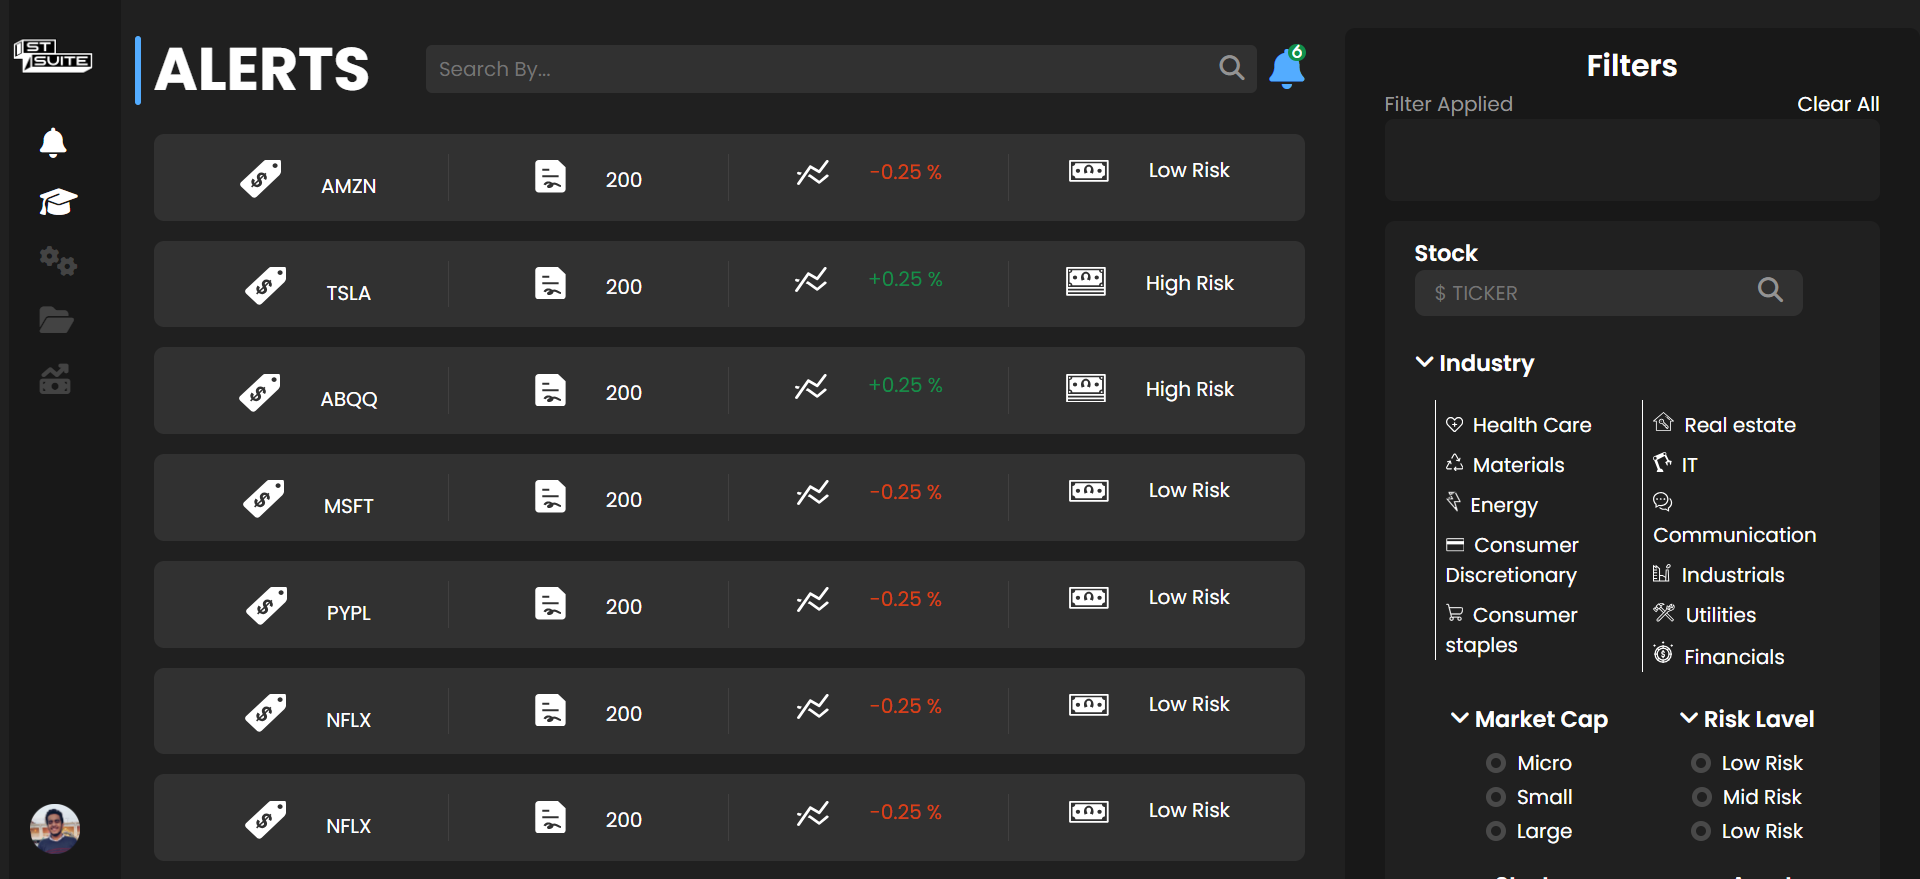 ST
SUITE
ALERTS
Search By...
6
AMZN 200 -0.25 % Low Risk
TSLA 200 +0.25 % High Risk
ABQQ 200 +0.25 % High Risk
MSFT 200 -0.25 % Low Risk
PYPL 200 -0.25 % Low Risk
NFLX 200 -0.25 % Low Risk
NFLX 200 -0.25 % Low Risk
Filters
Filter Applied Clear All
Stock
$ TICKER
Industry
Health Care
Materials
Energy
Consumer
Discretionary
Consumer
staples
Real estate
IT
Communication
Industrials
Utilities
Financials
Market Cap
Micro
Small
Large
Risk Lavel
Low Risk
Mid Risk
Low Risk